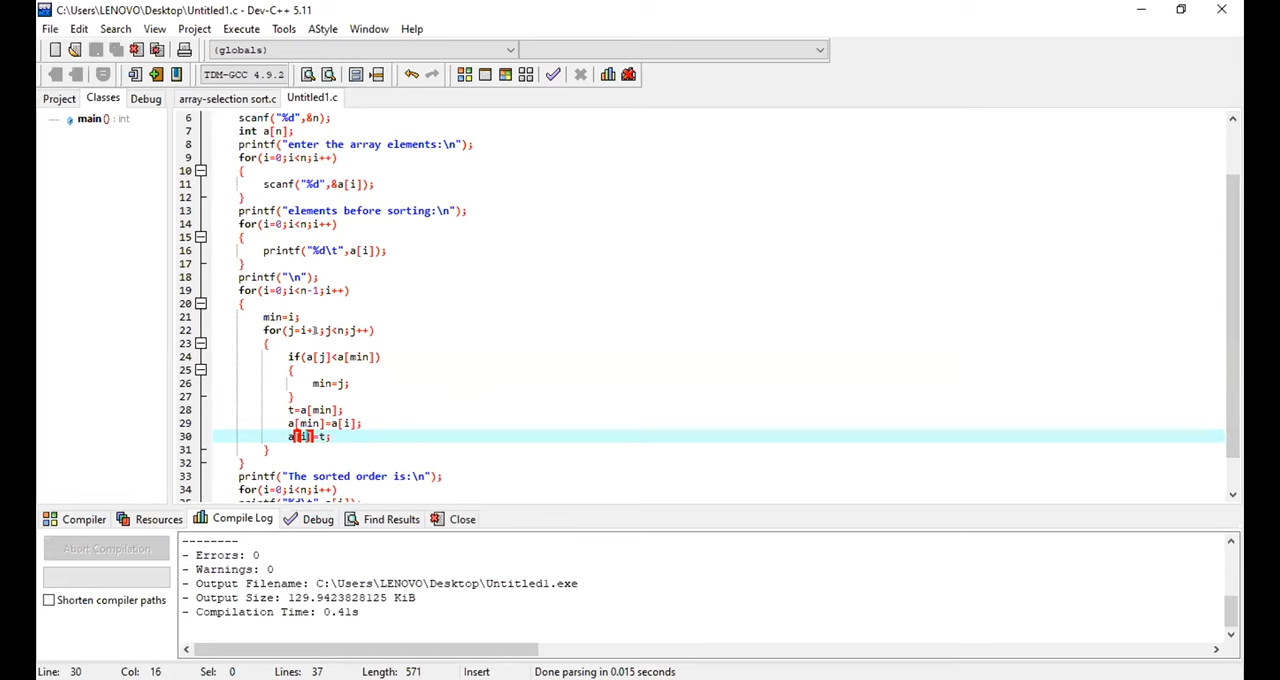 C:\Users\LENOVO\Desktop\Untitled1.c - Dev-C++ 5.11
File Edit Search View Project Execute Tools AStyle Window Help
(globals)
TDM-GCC 4.9.2
Project Classes Debug array-selection sort.c Untitled1.c
main() : int
6 scanf("%d",&n);
7 int a[n];
8 printf("enter the array elements:\n");
9 for(i=0;i<n;i++)
10 {
11 scanf("%d",&a[i]);
12 }
13 printf("elements before sorting:\n");
14 for(i=0;i<n;i++)
15 {
16 printf("%d\t",a[i]);
17 }
18 printf("\n");
19 for(i=0;i<n-1;i++)
20 {
21 min=i;
22 for(j=i+1;j<n;j++)
23 {
24 if(a[j]<a[min])
25 {
26 min=j;
27 }
28 t=a[min];
29 a[min]=a[i];
30 a[i]=t;
31 }
32 }
33 printf("The sorted order is:\n");
34 for(i=0;i<n;i++)
35 printf("%d\t",a[i]);
Compiler Resources Compile Log Debug Find Results Close
Abort Compilation
Shorten compiler paths
--------
- Errors: 0
- Warnings: 0
- Output Filename: C:\Users\LENOVO\Desktop\Untitled1.exe
- Output Size: 129.9423828125 KiB
- Compilation Time: 0.41s
Line: 30 Col: 16 Sel: 0 Lines: 37 Length: 571 Insert Done parsing in 0.015 seconds